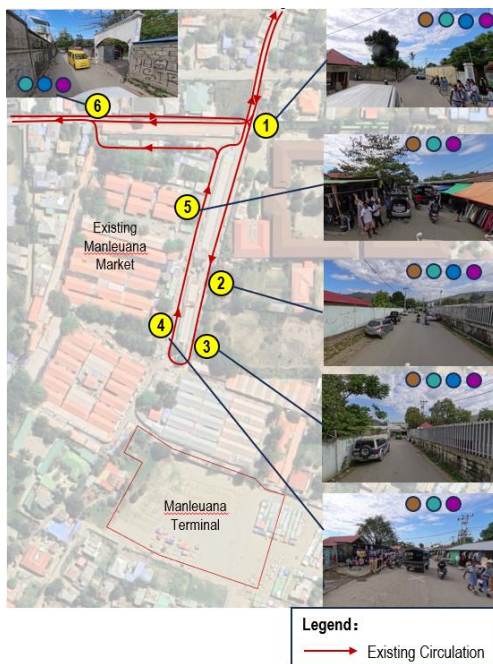 6
1
5
Existing
Manleuana
Market
2
4
3
Manleuana
Terminal
Legend:
Existing Circulation